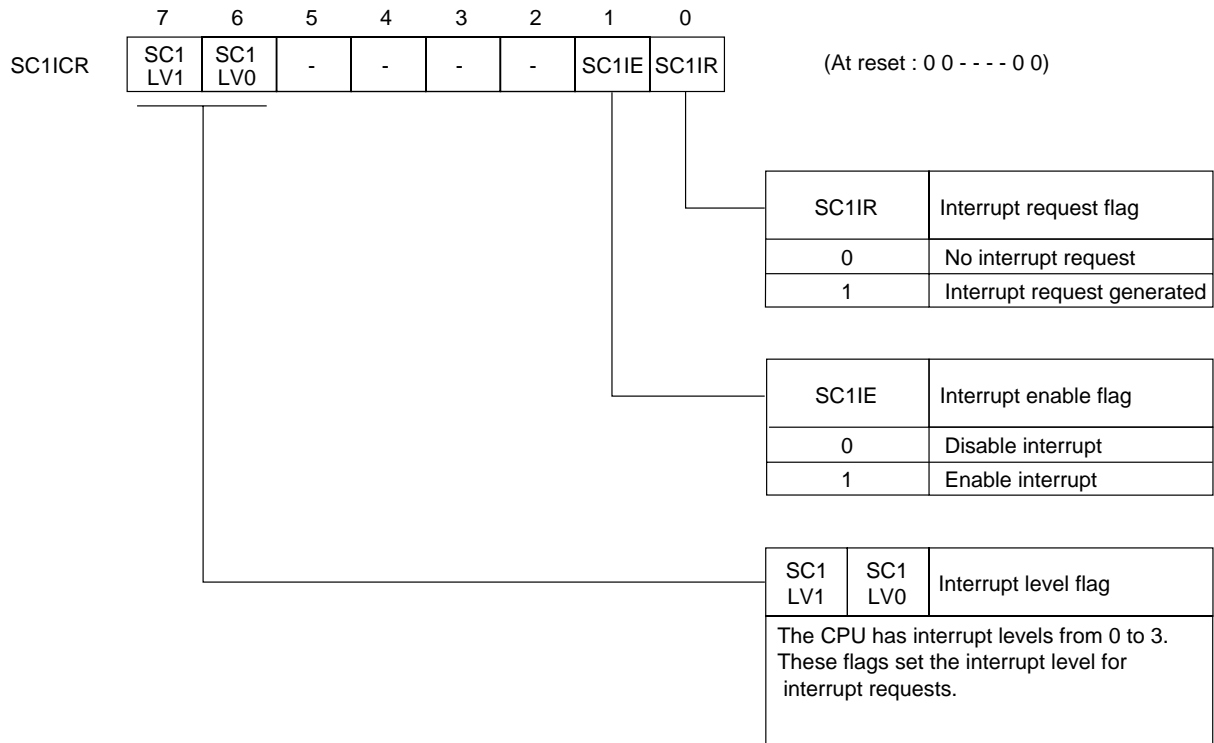 7 6 5 4 3 2 1 0
SC1ICR SC1 LV1 SC1 LV0 - - - - SC1IE SC1IR (At reset : 0 0 - - - - 0 0)
SC1IR Interrupt request flag
0 No interrupt request
1 Interrupt request generated
SC1IE Interrupt enable flag
0 Disable interrupt
1 Enable interrupt
SC1 LV1 SC1 LV0 Interrupt level flag
The CPU has interrupt levels from 0 to 3.
These flags set the interrupt level for
interrupt requests.